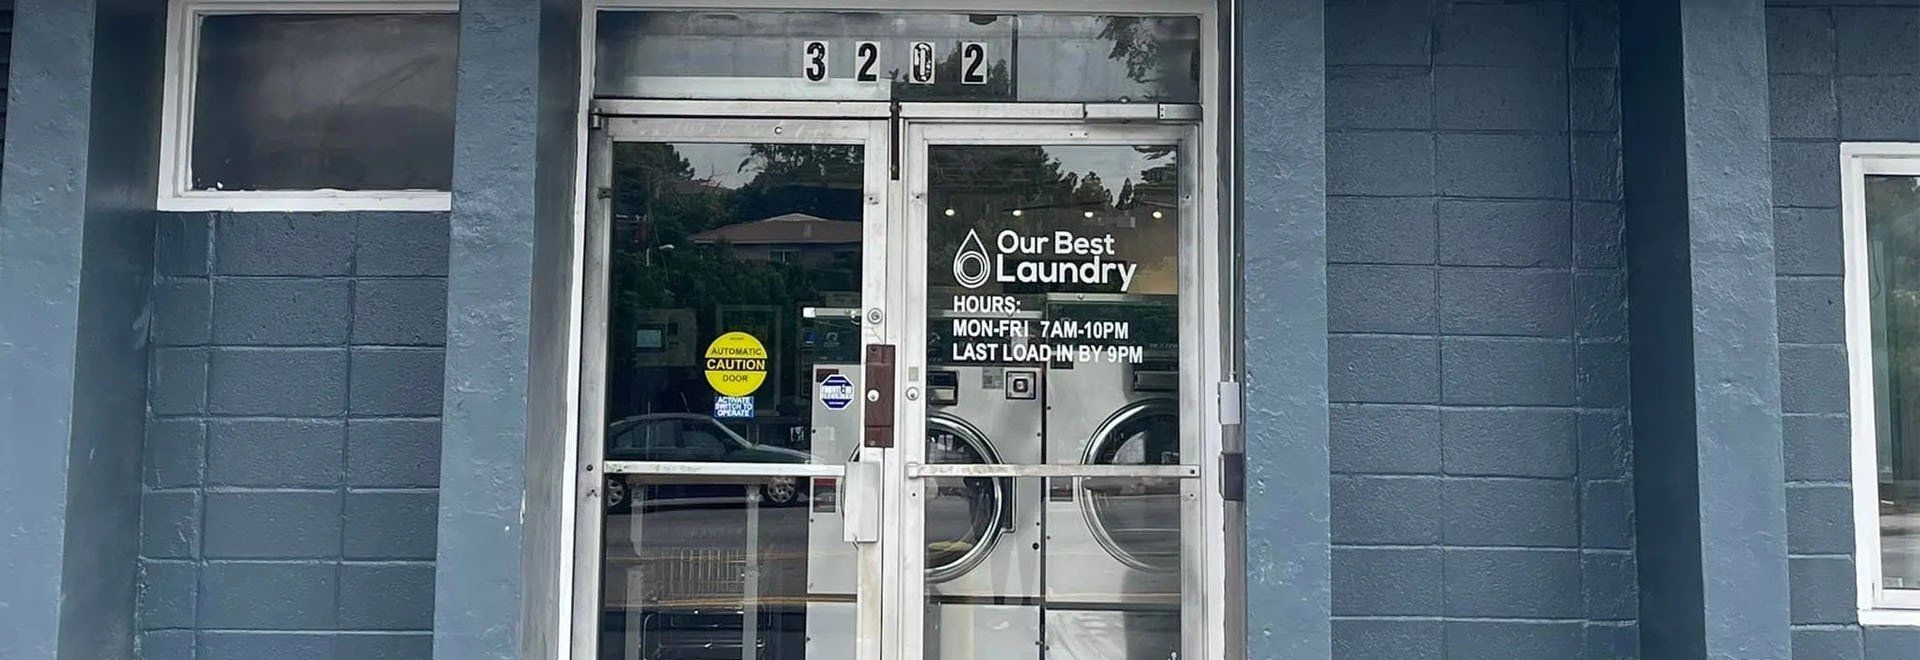 3202
Our Best
Laundry
HOURS:
MON-FRI 7AM-10PM
LAST LOAD IN BY 9PM
AUTOMATIC
CAUTION
DOOR
ACTIVATE
SWITCH TO
OPERATE